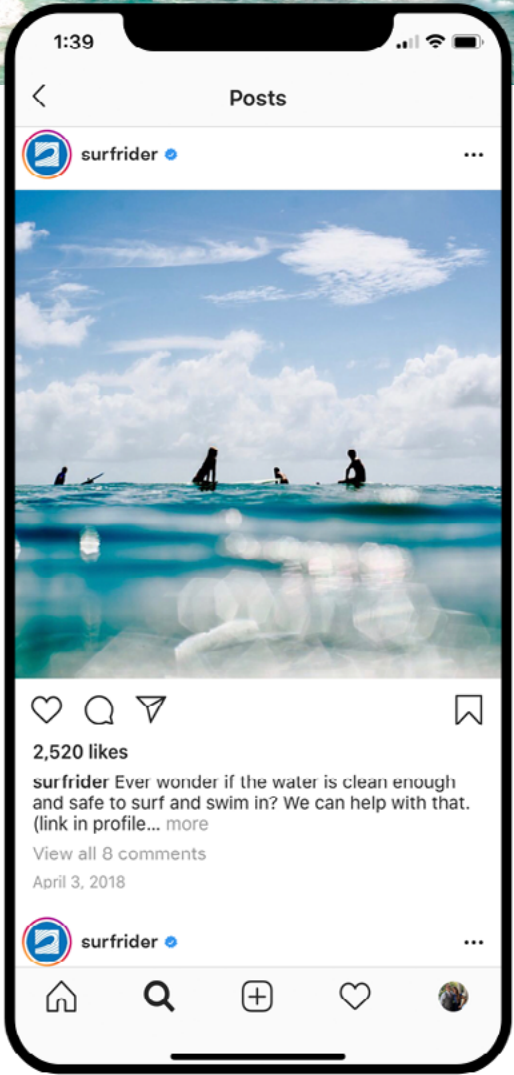 1:39
Posts
surfrider
2,520 likes
surfrider Ever wonder if the water is clean enough
and safe to surf and swim in? We can help with that.
(link in profile... more
View all 8 comments
April 3, 2018
surfrider